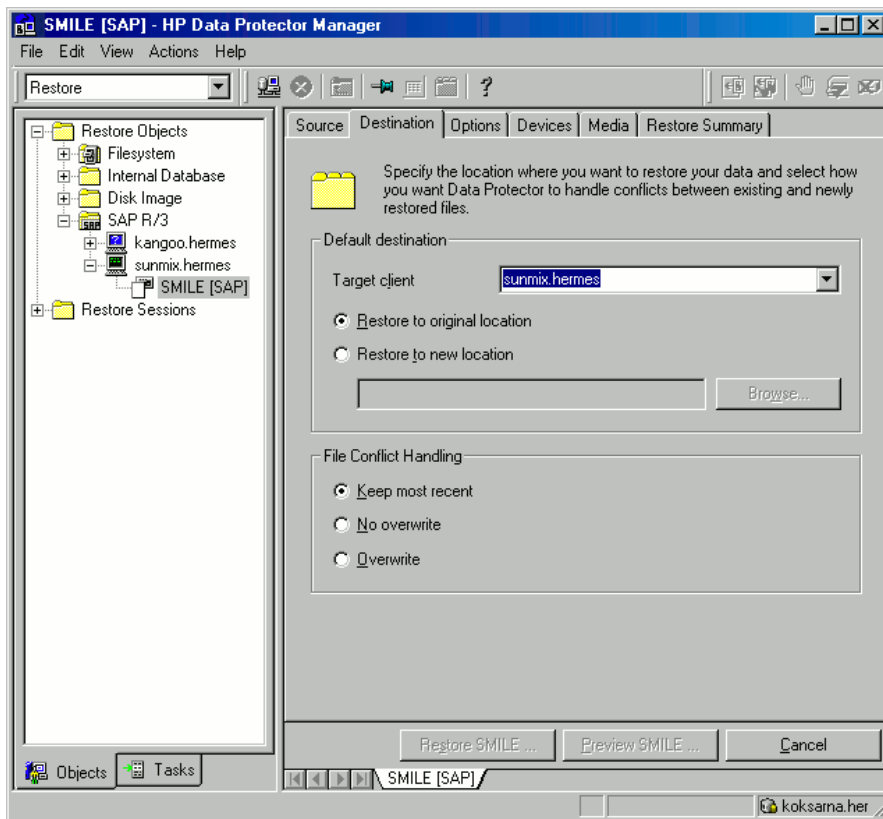 SMILE [SAP] - HP Data Protector Manager
File Edit View Actions Help
Restore
Restore Objects
Filesystem
Internal Database
Disk Image
SAP R/3
kangoo.hermes
sunmix.hermes
SMILE [SAP]
Restore Sessions
Objects
Tasks
Source Destination Options Devices Media Restore Summary
Specify the location where you want to restore your data and select how
you want Data Protector to handle conflicts between existing and newly
restored files.
Default destination
Target client
sunmix.hermes
Restore to original location
Restore to new location
Browse...
File Conflict Handling
Keep most recent
No overwrite
Overwrite
Restore SMILE ...
Preview SMILE ...
Cancel
SMILE [SAP]
koksarna.her